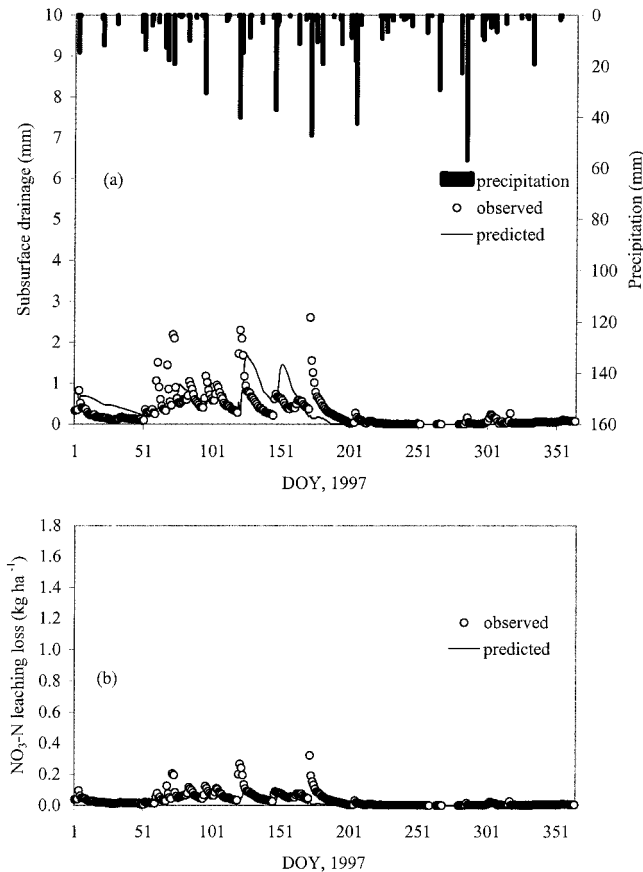 10
9
8
7
6
5
4
3
2
1
0
Subsurface drainage (mm)
(a)
0
20
40
60
80
100
120
140
160
Precipitation (mm)
precipitation
observed
predicted
1 51 101 151 201 251 301 351
DOY, 1997
1.8
1.6
1.4
1.2
1.0
0.8
0.6
0.4
0.2
0.0
NO₃-N leaching loss (kg ha⁻¹)
(b)
observed
predicted
1 51 101 151 201 251 301 351
DOY, 1997